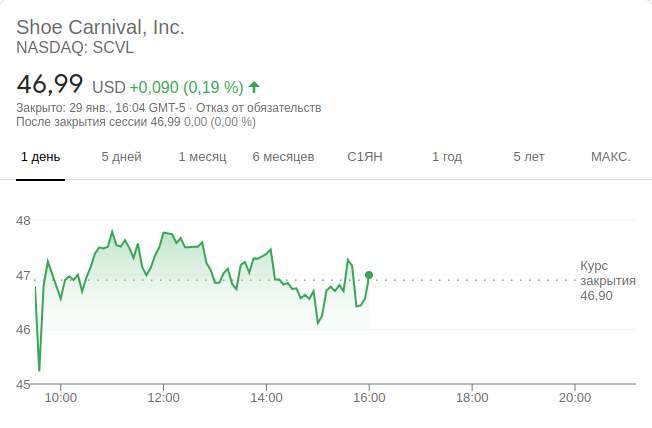 Shoe Carnival, Inc.
NASDAQ: SCVL
46,99 USD +0,090 (0,19 %)
Закрыто: 29 янв., 16:04 GMT-5 · Отказ от обязательств
После закрытия сессии 46,99 0,00 (0,00 %)
1 день 5 дней 1 месяц 6 месяцев С1ЯН 1 год 5 лет МАКС.
48
47
46
45
Курс
закрытия
46,90
10:00 12:00 14:00 16:00 18:00 20:00